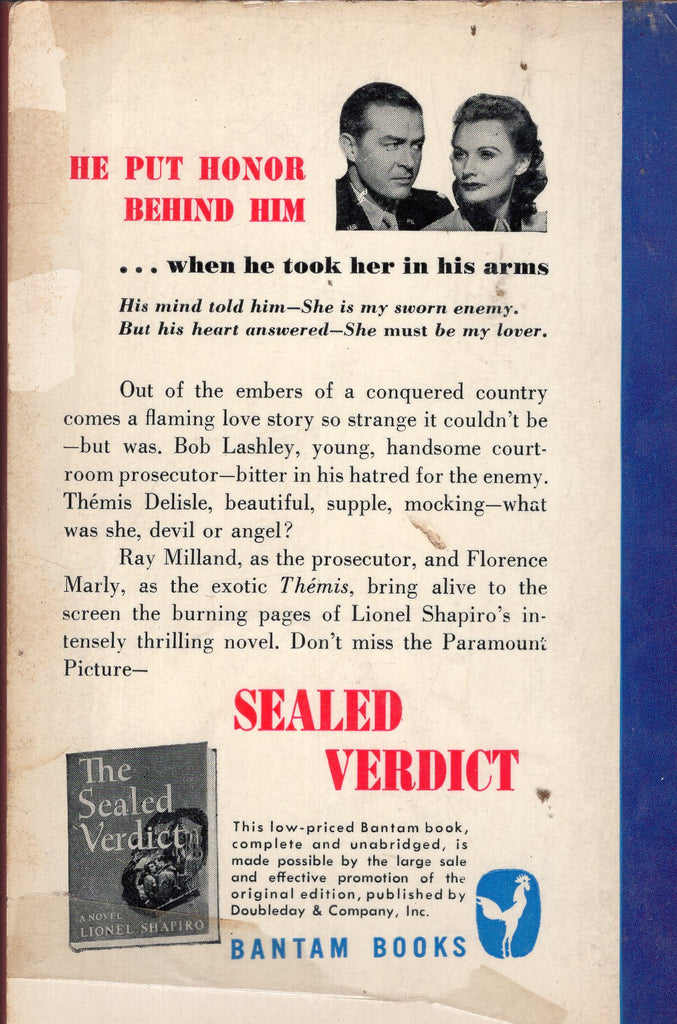 HE PUT HONOR
BEHIND HIM
... when he took her in his arms
His mind told him—She is my sworn enemy.
But his heart answered—She must be my lover.
Out of the embers of a conquered country
comes a flaming love story so strange it couldn't be
—but was. Bob Lashley, young, handsome court-
room prosecutor—bitter in his hatred for the enemy.
Thémis Delisle, beautiful, supple, mocking—what
was she, devil or angel?
Ray Milland, as the prosecutor, and Florence
Marly, as the exotic Thémis, bring alive to the
screen the burning pages of Lionel Shapiro's in-
tensely thrilling novel. Don't miss the Paramount
Picture—
SEALED
VERDICT
The
Sealed
Verdict
A NOVEL
LIONEL SHAPIRO
This low-priced Bantam book,
complete and unabridged, is
made possible by the large sale
and effective promotion of the
original edition, published by
Doubleday & Company, Inc.
BANTAM BOOKS